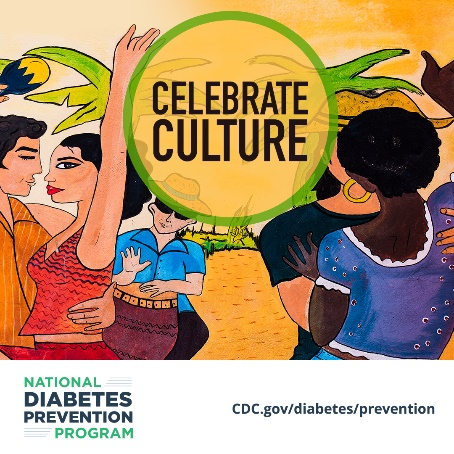 CELEBRATE
CULTURE
NATIONAL
DIABETES
PREVENTION
PROGRAM
CDC.gov/diabetes/prevention